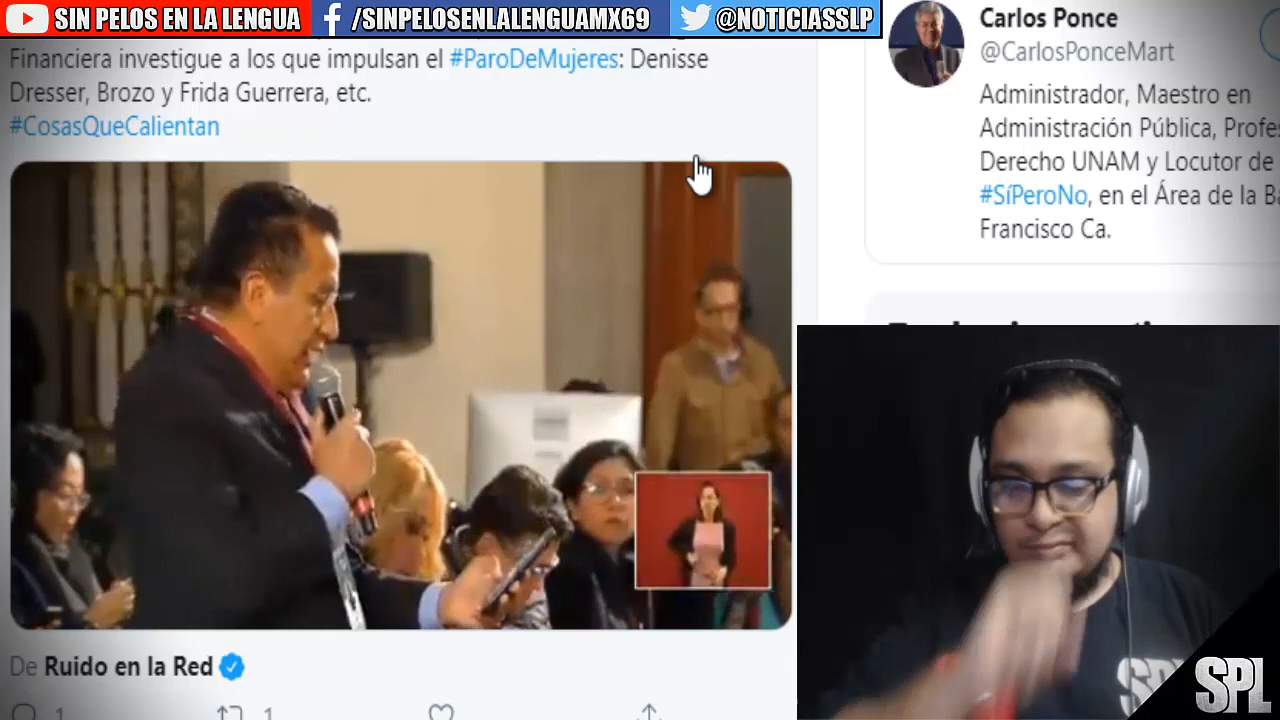 SIN PELOS EN LA LENGUA
/SINPELOSENLALENGUAMX69
@NOTICIASSLP
Financiera investigue a los que impulsan el #ParoDeMujeres: Denisse
Dresser, Brozo y Frida Guerrera, etc.
#CosasQueCalientan
De Ruido en la Red
1
1
Carlos Ponce
@CarlosPonceMart
Administrador, Maestro en
Administración Pública, Profe
Derecho UNAM y Locutor de
#SíPeroNo, en el Área de la Ba
Francisco Ca.
SPL
SPL